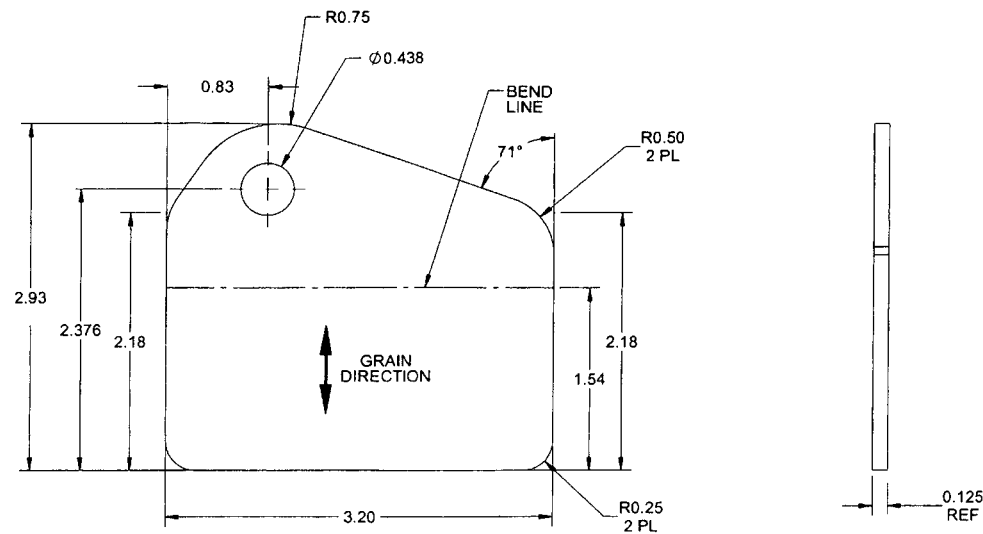 R0.75
Ø0.438
0.83
BEND
LINE
R0.50
2 PL
71°
2.93
2.376
2.18
2.18
1.54
GRAIN
DIRECTION
R0.25
2 PL
3.20
0.125
REF